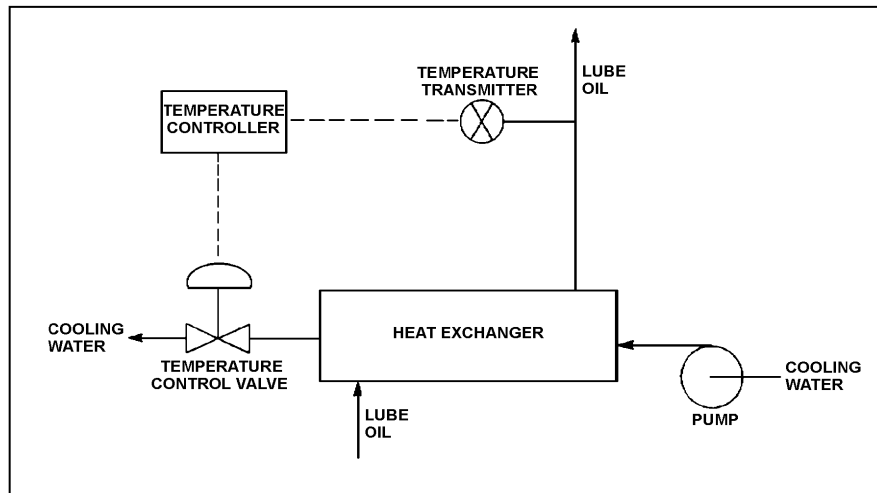 TEMPERATURE
TRANSMITTER
LUBE
OIL
TEMPERATURE
CONTROLLER
HEAT EXCHANGER
COOLING
WATER
TEMPERATURE
CONTROL VALVE
COOLING
WATER
LUBE
OIL
PUMP